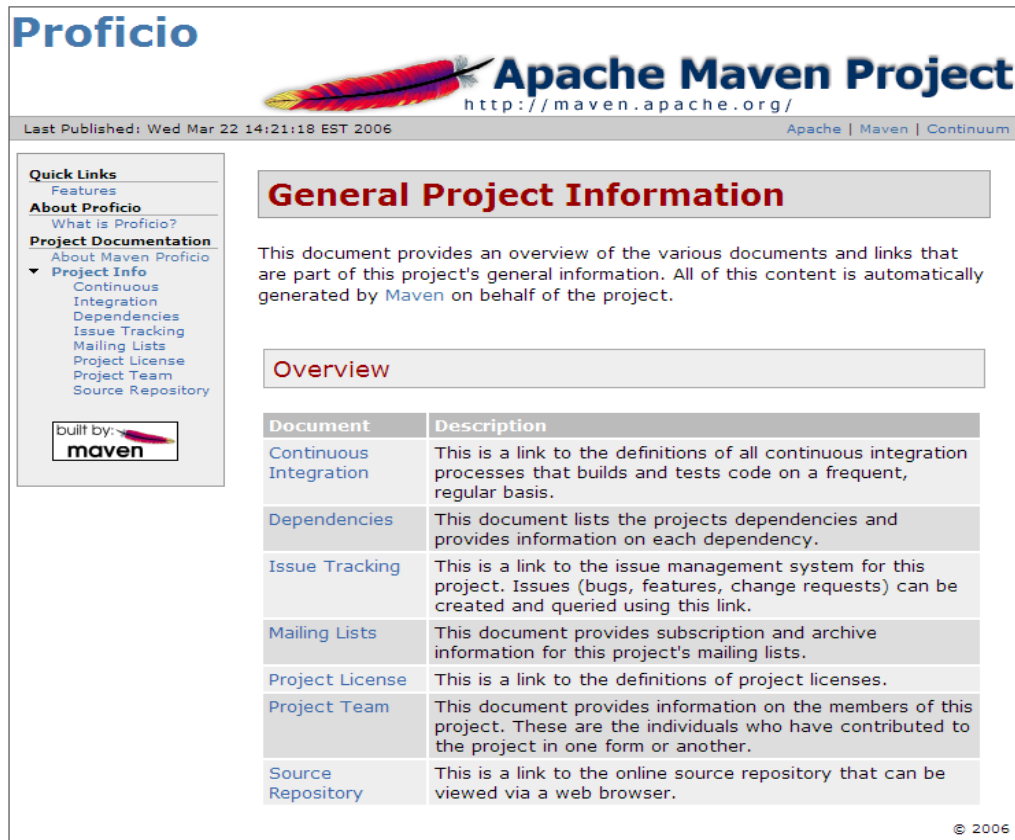 Proficio
Apache Maven Project
http://maven.apache.org/
Last Published: Wed Mar 22 14:21:18 EST 2006
Apache | Maven | Continuum
Quick Links
Features
About Proficio
What is Proficio?
Project Documentation
About Maven Proficio
Project Info
Continuous
Integration
Dependencies
Issue Tracking
Mailing Lists
Project License
Project Team
Source Repository
built by:
maven
General Project Information
This document provides an overview of the various documents and links that
are part of this project's general information. All of this content is automatically
generated by Maven on behalf of the project.
Overview
Document Description
Continuous
Integration
This is a link to the definitions of all continuous integration
processes that builds and tests code on a frequent,
regular basis.
Dependencies
This document lists the projects dependencies and
provides information on each dependency.
Issue Tracking
This is a link to the issue management system for this
project. Issues (bugs, features, change requests) can be
created and queried using this link.
Mailing Lists
This document provides subscription and archive
information for this project's mailing lists.
Project License
This is a link to the definitions of project licenses.
Project Team
This document provides information on the members of this
project. These are the individuals who have contributed to
the project in one form or another.
Source
Repository
This is a link to the online source repository that can be
viewed via a web browser.
© 2006